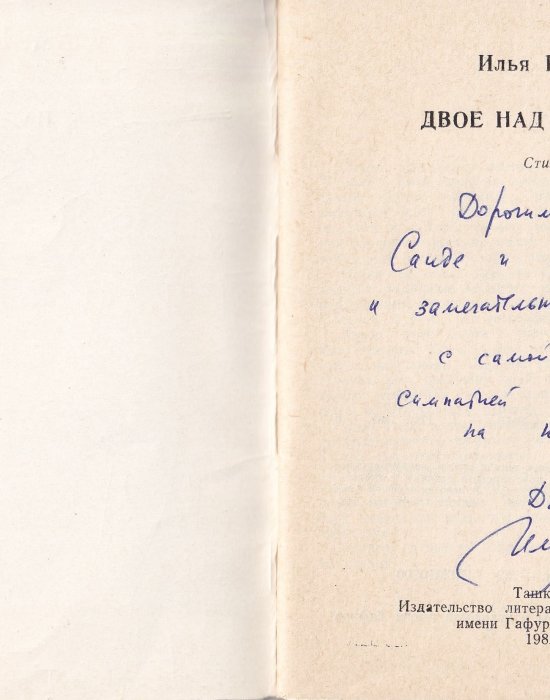 Илья
ДВОЕ НАД
Сти
Дорогим
Саиде и
и замечательн
с самой
симпатией
на
Д
Ташк
Издательство литера
имени Гафур
198